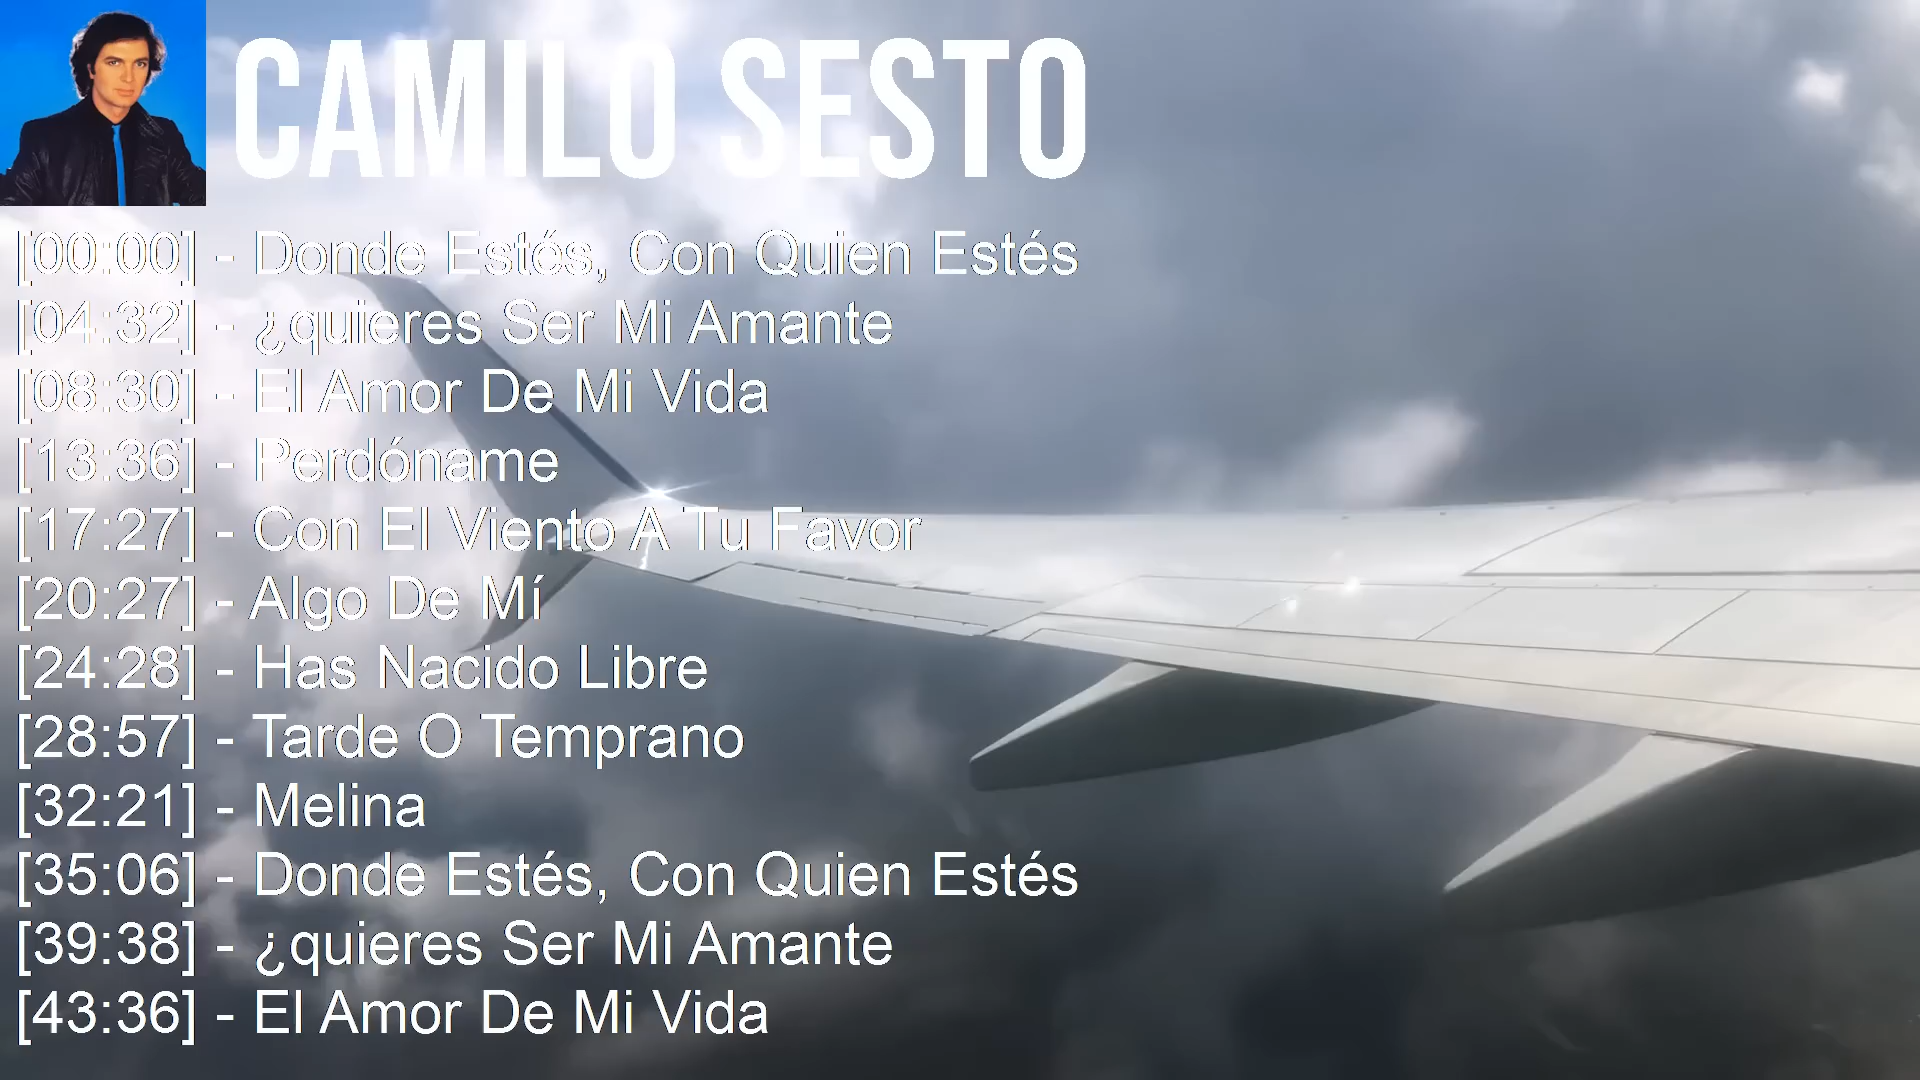 CAMILO SESTO
[00:00] - Donde Estés, Con Quien Estés
[04:32] - ¿quieres Ser Mi Amante
[08:30] - El Amor De Mi Vida
[13:36] - Perdóname
[17:27] - Con El Viento A Tu Favor
[20:27] - Algo De Mí
[24:28] - Has Nacido Libre
[28:57] - Tarde O Temprano
[32:21] - Melina
[35:06] - Donde Estés, Con Quien Estés
[39:38] - ¿quieres Ser Mi Amante
[43:36] - El Amor De Mi Vida